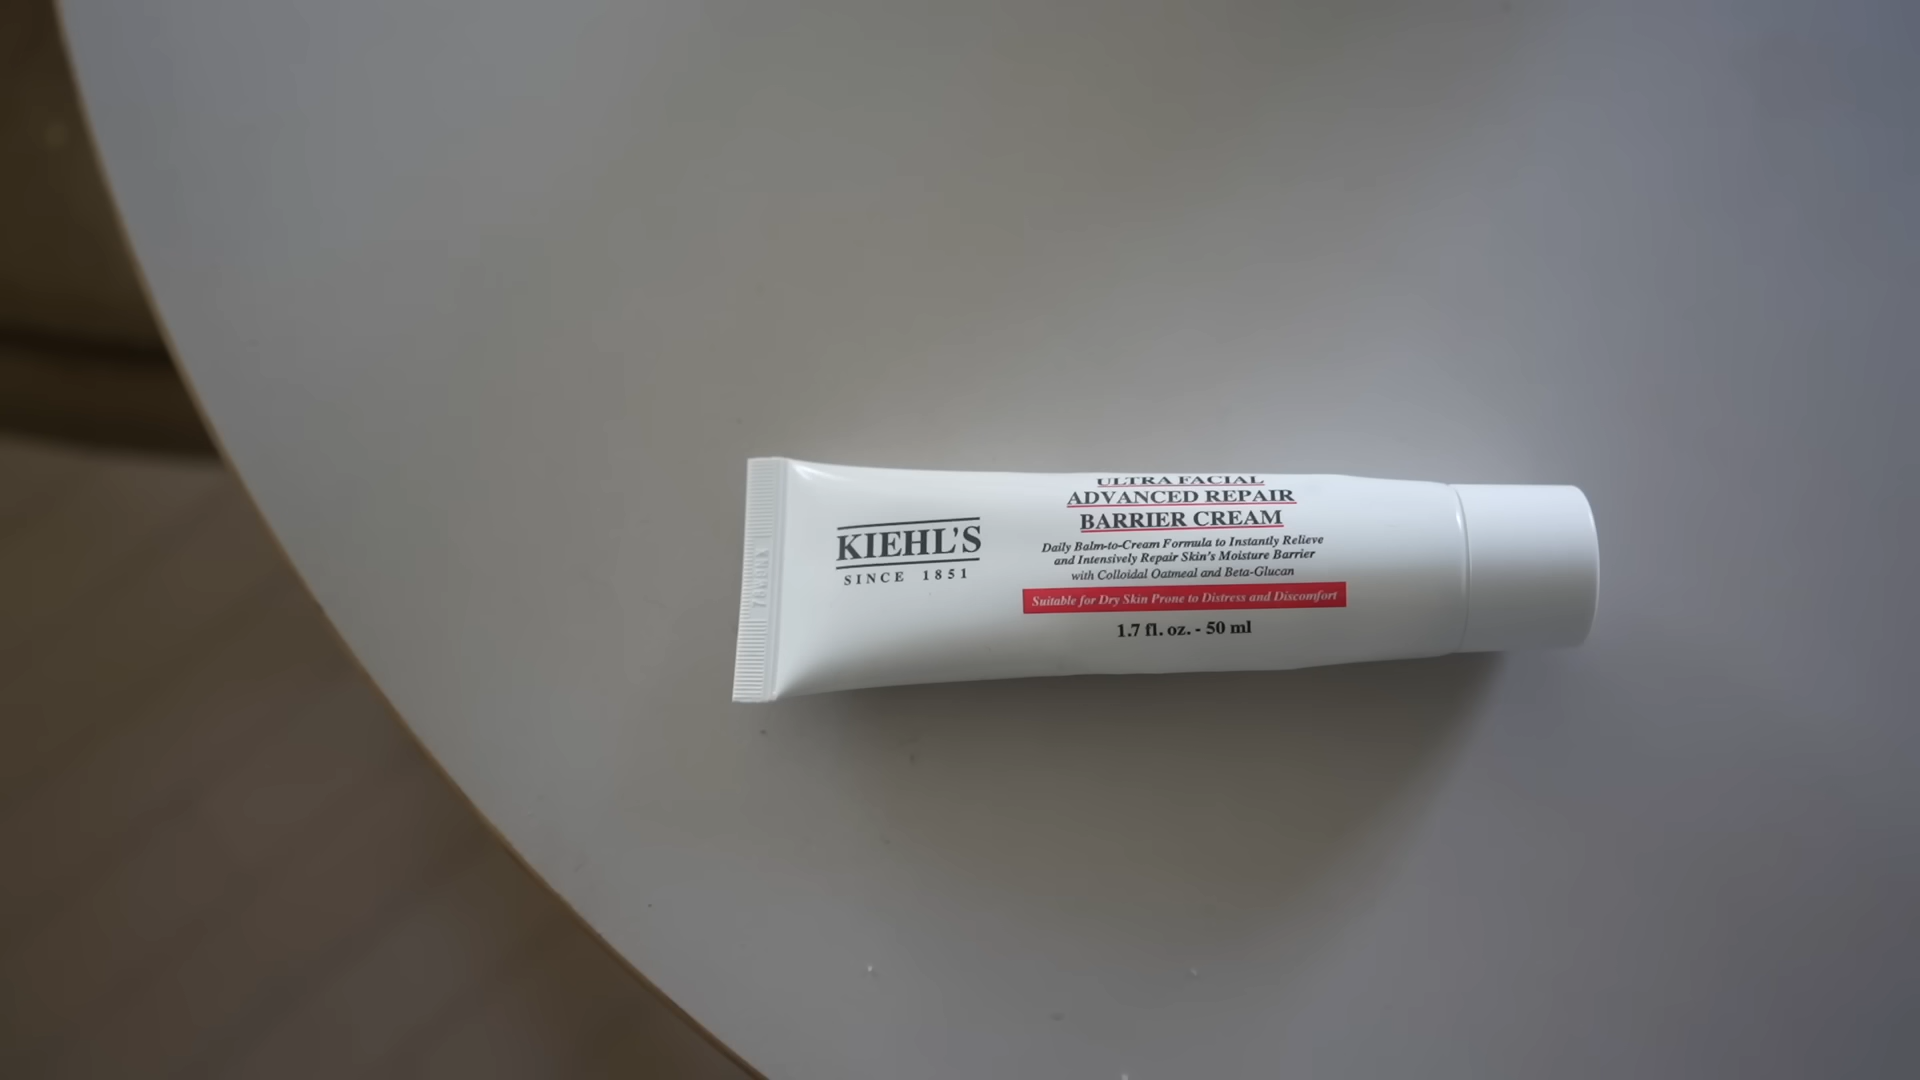 KIEHL'S
SINCE 1851
ULTRA FACIAL
ADVANCED REPAIR
BARRIER CREAM
Daily Balm-to-Cream Formula to Instantly Relieve
and Intensively Repair Skin's Moisture Barrier
with Colloidal Oatmeal and Beta-Glucan
Suitable for Dry Skin Prone to Distress and Discomfort
1.7 fl. oz. - 50 ml